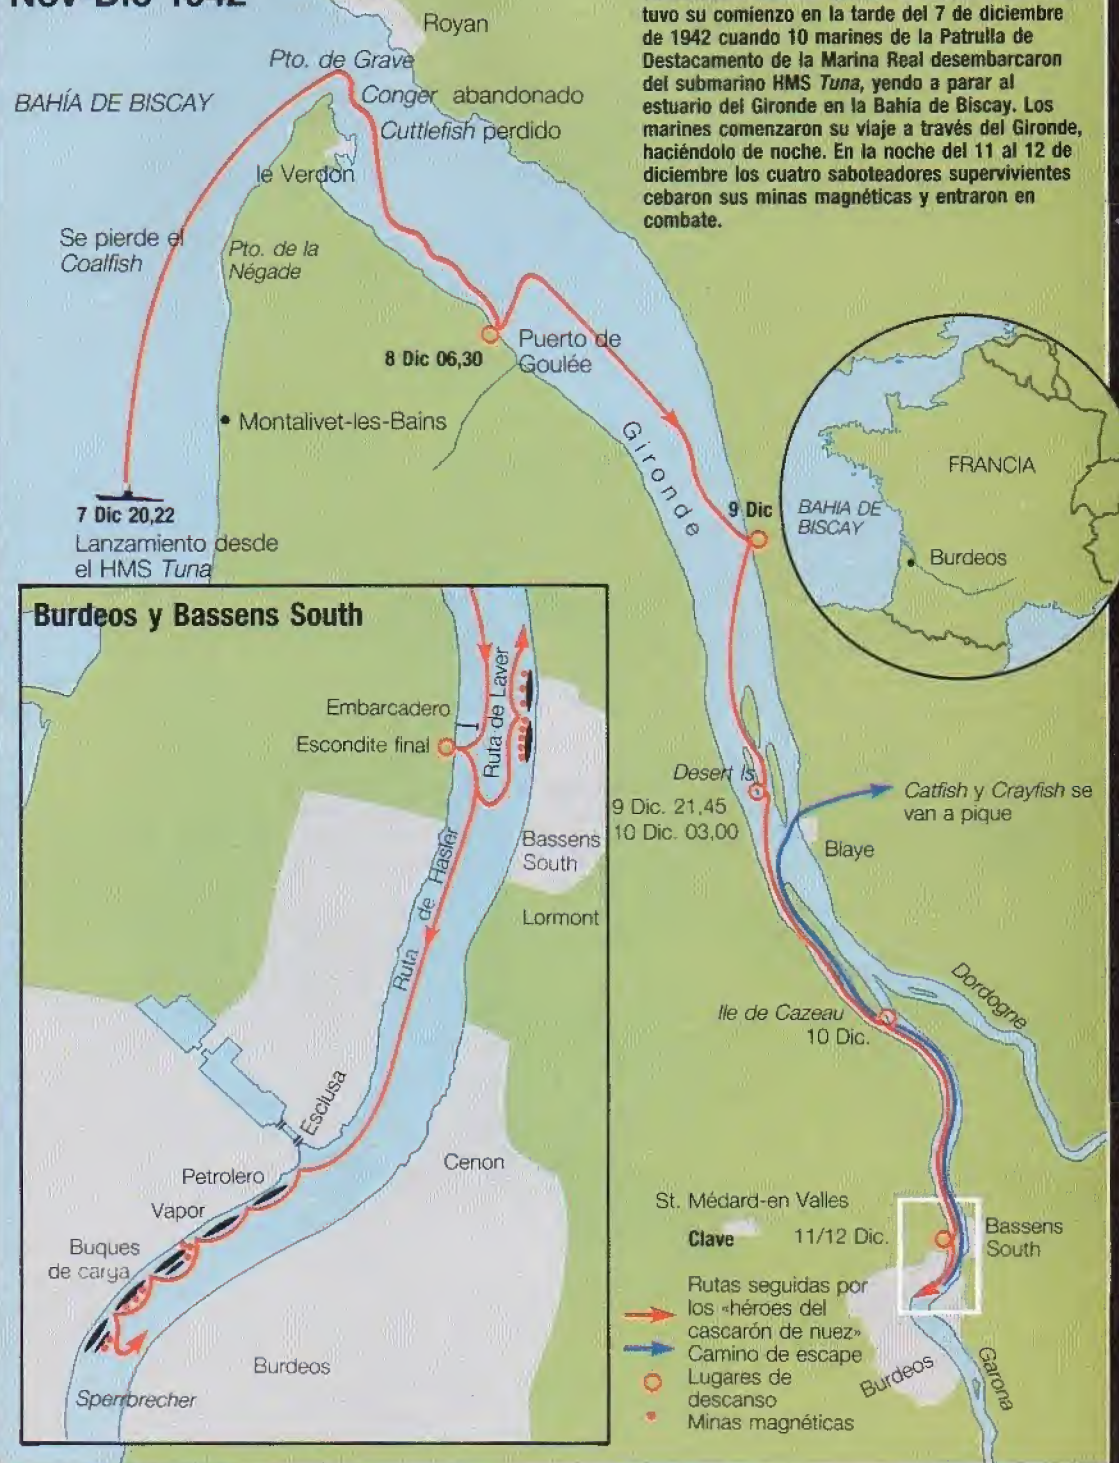 Nov-Dic 1942
tuvo su comienzo en la tarde del 7 de diciembre
de 1942 cuando 10 marines de la Patrulla de
Destacamento de la Marina Real desembarcaron
del submarino HMS Tuna, yendo a parar al
estuario del Gironde en la Bahía de Biscay. Los
marines comenzaron su viaje a través del Gironde,
haciéndolo de noche. En la noche del 11 al 12 de
diciembre los cuatro saboteadores supervivientes
cebaron sus minas magnéticas y entraron en
combate.
Royan
Pto. de Grave
BAHÍA DE BISCAY
Conger abandonado
Cuttlefish perdido
le Verdon
Se pierde el
Coalfish
Pto. de la
Négade
8 Dic 06,30
Puerto de
Goulée
Montalivet-les-Bains
Gironde
7 Dic 20,22
Lanzamiento desde
el HMS Tuna
9 Dic
FRANCIA
BAHIA DE
BISCAY
Burdeos
Burdeos y Bassens South
Embarcadero
Escondite final
Ruta de Laver
Ruta de Hasler
Bassens
South
Lormont
Esclusa
Petrolero
Vapor
Buques
de carga
Cenon
Burdeos
Sperrbrecher
Desert Is.
9 Dic. 21,45
10 Dic. 03,00
Catfish y Crayfish se
van a pique
Blaye
Dordogne
Ile de Cazeau
10 Dic.
St. Médard-en Valles
11/12 Dic.
Bassens
South
Burdeos
Garona
Clave
Rutas seguidas por
los «héroes del
cascarón de nuez»
Camino de escape
Lugares de
descanso
Minas magnéticas